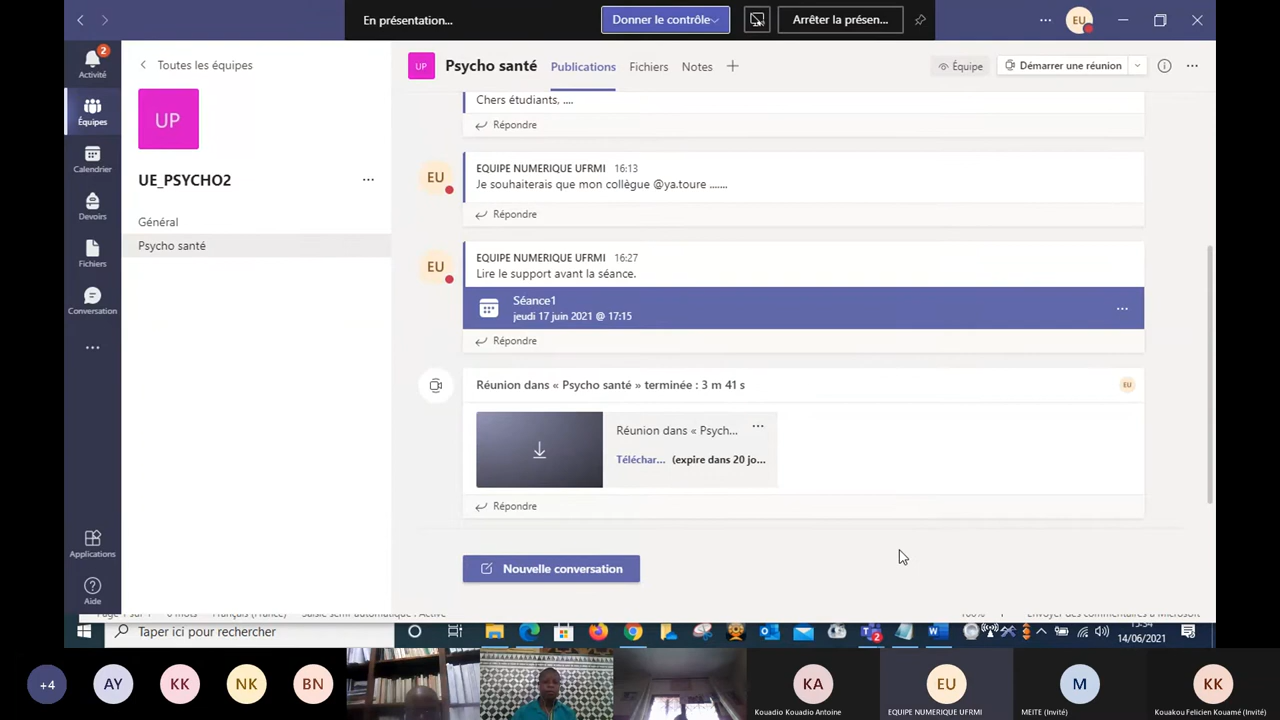 En présentation...
Donner le contrôle
Arrêter la présen...
EU
Activité
2
Équipes
Calendrier
Devoirs
Fichiers
Conversation
Applications
Aide
Toutes les équipes
UP
UE_PSYCHO2
Général
Psycho santé
UP
Psycho santé
Publications
Fichiers
Notes
Équipe
Démarrer une réunion
Chers étudiants, ....
Répondre
EU
EQUIPE NUMERIQUE UFRMI 16:13
Je souhaiterais que mon collègue @ya.toure .......
Répondre
EU
EQUIPE NUMERIQUE UFRMI 16:27
Lire le support avant la séance.
Séance1
jeudi 17 juin 2021 @ 17:15
Répondre
Réunion dans « Psycho santé » terminée : 3 m 41 s
EU
Réunion dans « Psych...
Téléchar... (expire dans 20 jo...
Répondre
Nouvelle conversation
Taper ici pour rechercher
2
14/06/2021
+4
AY
KK
NK
BN
KA
Kouadio Kouadio Antoine
EU
EQUIPE NUMERIQUE UFRMI
M
MEITE (Invité)
KK
Kouakou Felicien Kouamé (Invité)